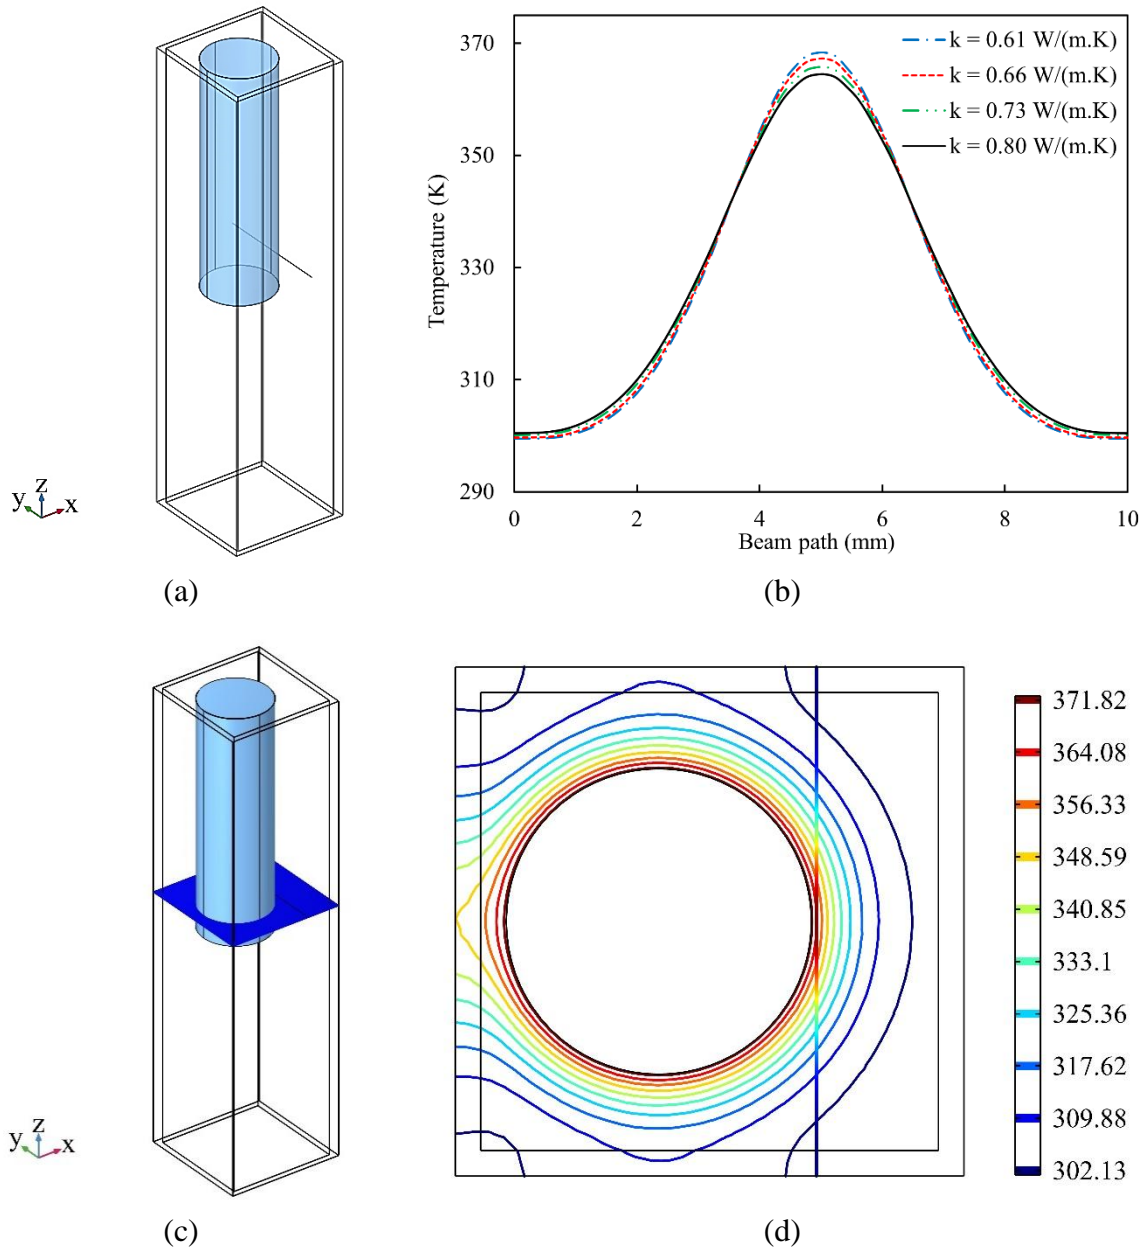 z
y
x
(a)
370
350
330
310
290
Temperature (K)
k = 0.61 W/(m.K)
k = 0.66 W/(m.K)
k = 0.73 W/(m.K)
k = 0.80 W/(m.K)
0
2
4
6
8
10
Beam path (mm)
(b)
z
y
x
(c)
371.82
364.08
356.33
348.59
340.85
333.1
325.36
317.62
309.88
302.13
(d)